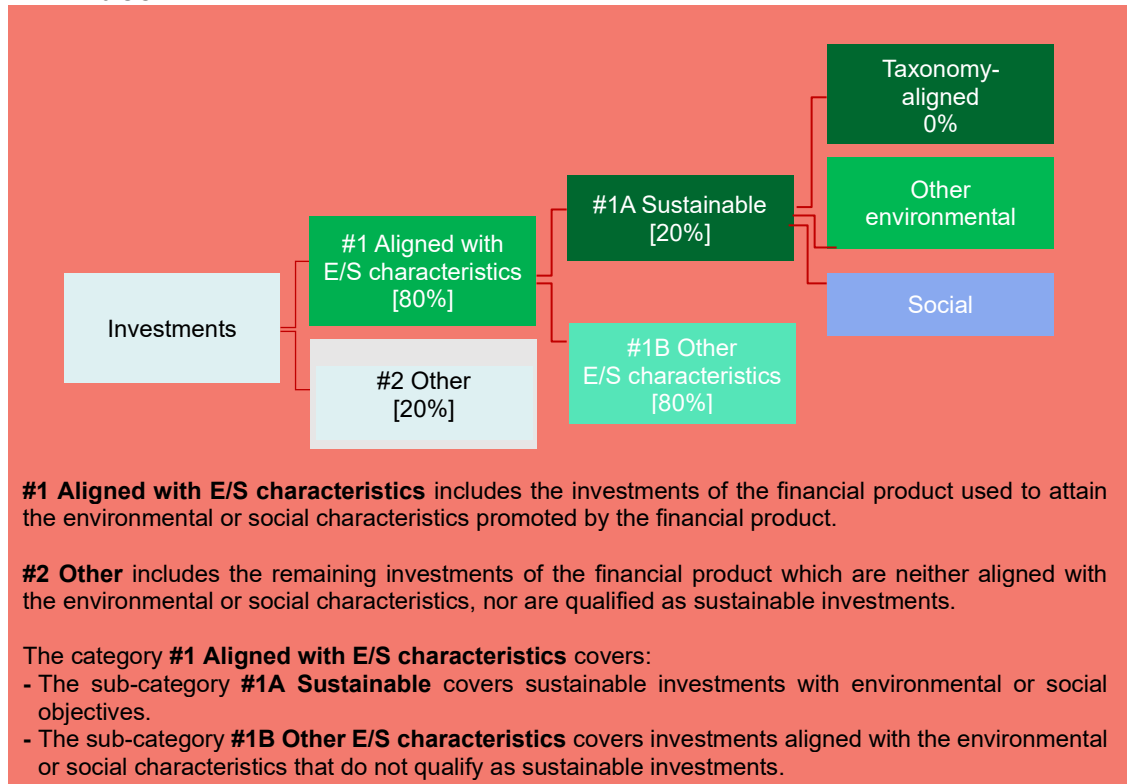 Taxonomy-
aligned
0%
Other
environmental
Social
#1A Sustainable
[20%]
#1B Other
E/S characteristics
[80%]
#1 Aligned with
E/S characteristics
[80%]
#2 Other
[20%]
Investments
#1 Aligned with E/S characteristics includes the investments of the financial product used to attain
the environmental or social characteristics promoted by the financial product.
#2 Other includes the remaining investments of the financial product which are neither aligned with
the environmental or social characteristics, nor are qualified as sustainable investments.
The category #1 Aligned with E/S characteristics covers:
- The sub-category #1A Sustainable covers sustainable investments with environmental or social
objectives.
- The sub-category #1B Other E/S characteristics covers investments aligned with the environmental
or social characteristics that do not qualify as sustainable investments.